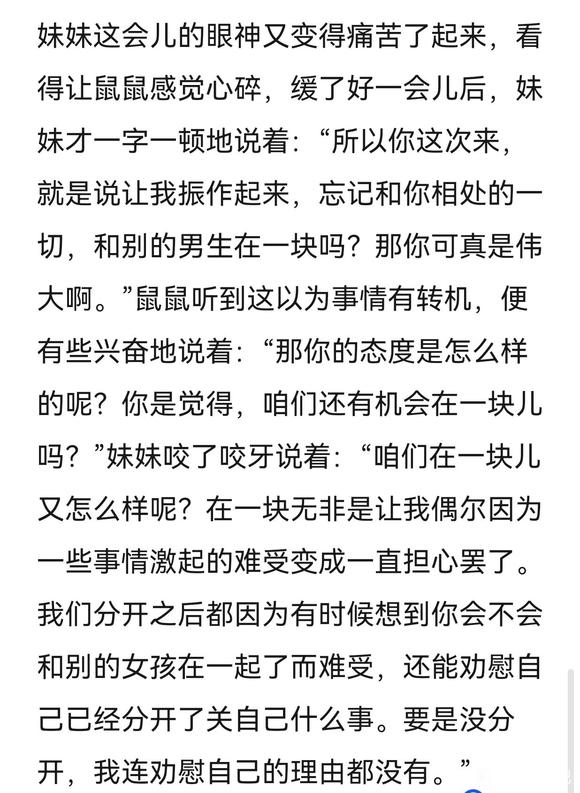 妹妹这会儿的眼神又变得痛苦了起来，看
得让鼠鼠感觉心碎，缓了好一会儿后，妹
妹才一字一顿地说着：“所以你这次来，
就是说让我振作起来，忘记和你相处的一
切，和别的男生在一块吗？那你可真是伟
大啊。”鼠鼠听到这以为事情有转机，便
有些兴奋地说着：“那你的态度是怎么样
的呢？你是觉得，咱们还有机会在一块儿
吗？”妹妹咬了咬牙说着：“咱们在一块儿
又怎么样呢？在一块无非是让我偶尔因为
一些事情激起的难受变成一直担心罢了。
我们分开之后都因为有时候想到你会不会
和别的女孩在一起了而难受，还能劝慰自
己已经分开了关自己什么事。要是没分
开，我连劝慰自己的理由都没有。”